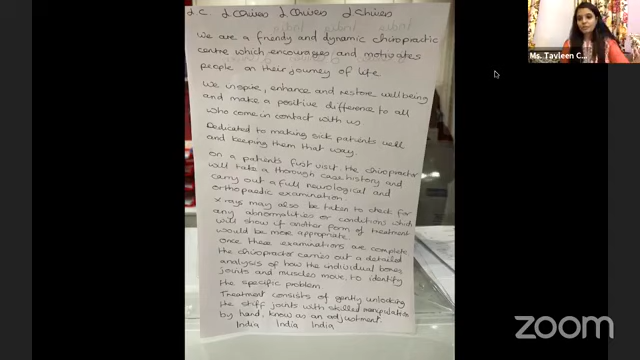 We are a friendly and dynamic chiropractic
centre which encourages and motivates
people on their journey of life
We inspire, enhance and restore wellbeing
and make a positive difference to all
who come in contact with us
Dedicated to making sick patients well
and keeping them that way.
On a patients first visit the chiropractor
will take a thorough case history and
carry out a full neurological and
orthopaedic examination.
X rays may also be taken to check for
any abnormalities or conditions which
will show if another form of treatment
would be more appropriate
once these examinations are complete
the chiropractor carries out a detailed
analysis of how the individual bones
joints and muscles move, to identify
the specific problem.
Treatment consists of gently unlocking
the stiff joints with skilled manipulation
by hand, know as an adjustment.
India India India
Ms. Tavleen C...
zoom